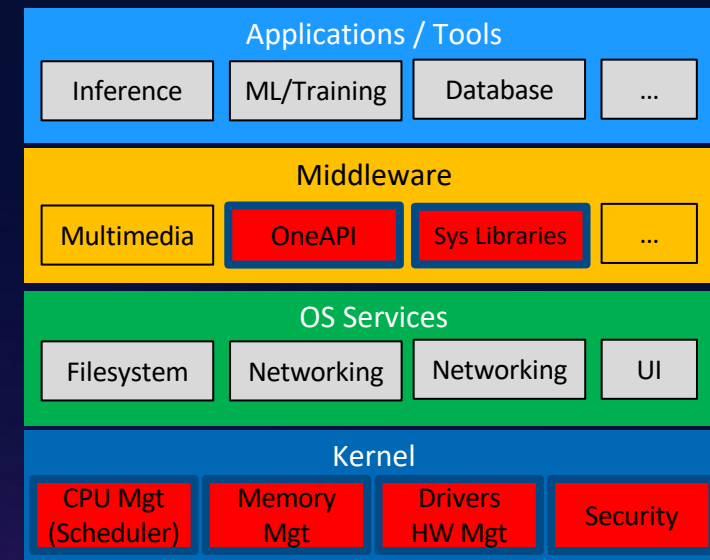 Applications / Tools
Inference
ML/Training
Database
...
Middleware
Multimedia
OneAPI
Sys Libraries
...
OS Services
Filesystem
Networking
Networking
UI
Kernel
CPU Mgt
(Scheduler)
Memory
Mgt
Drivers
HW Mgt
Security